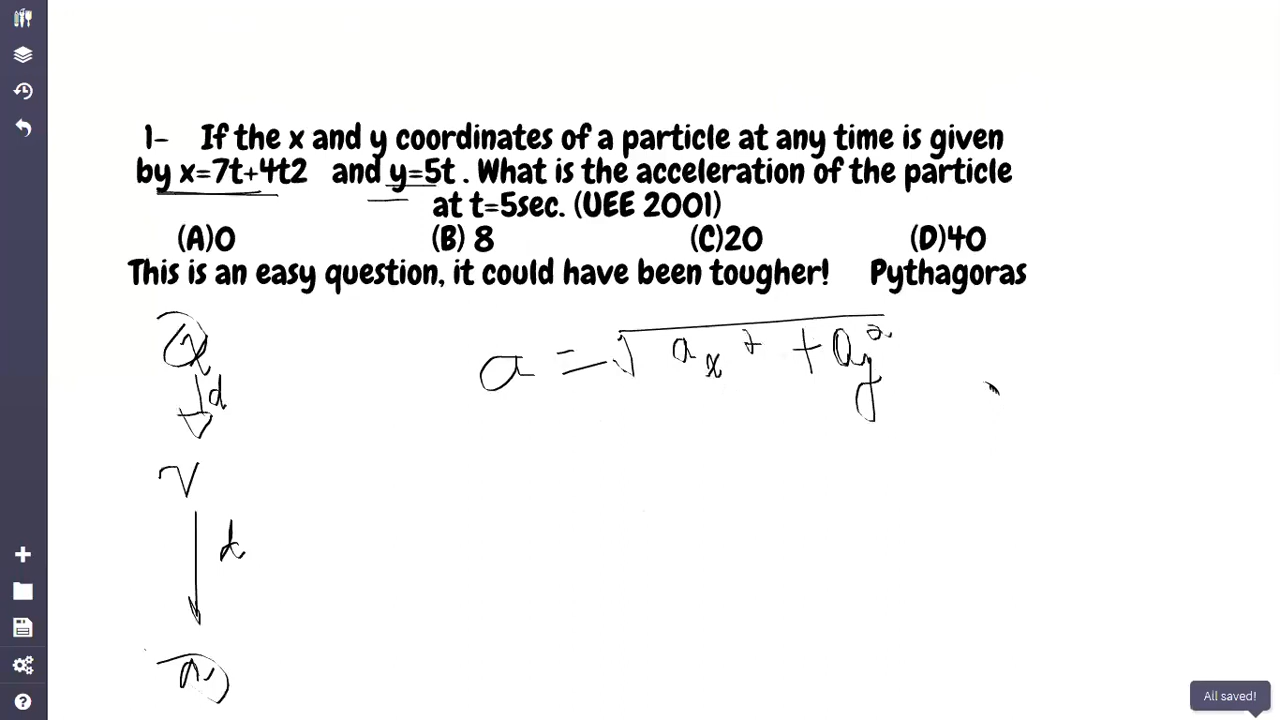 1- If the x and y coordinates of a particle at any time is given
by x=7t+4t2 and y=5t . What is the acceleration of the particle
at t=5sec. (UEE 2001)
(A)0 (B) 8 (C)20 (D)40
This is an easy question, it could have been tougher! Pythagoras
x
a = √ ax² + ay²
d
v
d
a
All saved!